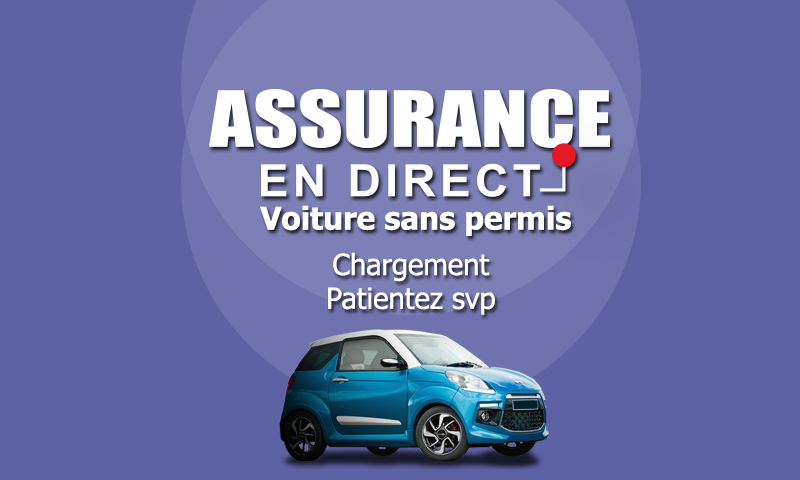 ASSURANCE
EN DIRECT
Voiture sans permis
Chargement
Patientez svp